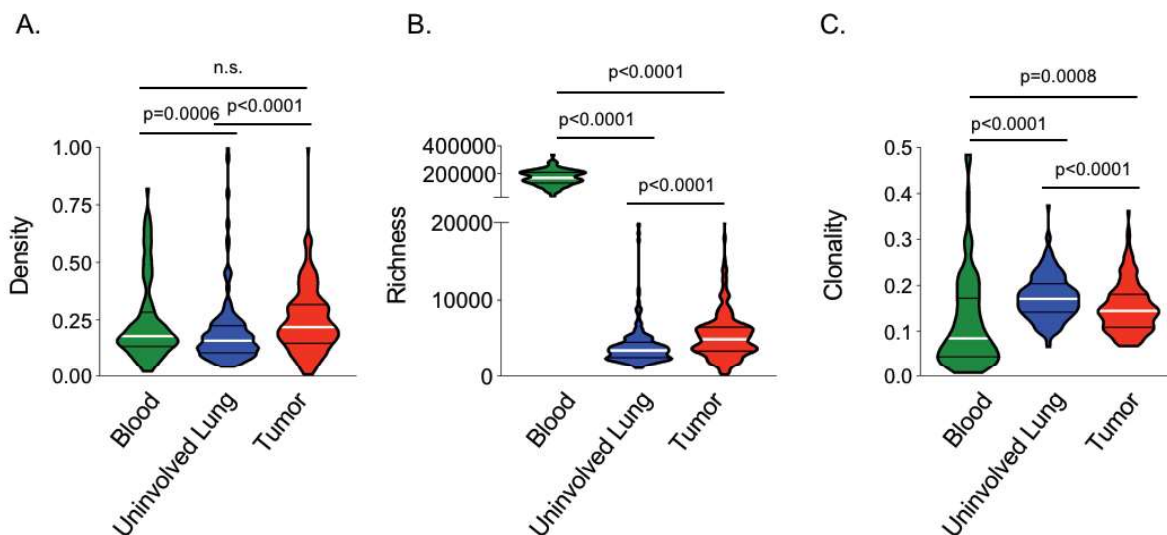 A.
n.s.
p=0.0006
p<0.0001
1.00
0.75
0.50
0.25
0.00
Density
Blood
Uninvolved Lung
Tumor
B.
p<0.0001
p<0.0001
p<0.0001
400000
200000
20000
10000
0
Richness
Blood
Uninvolved Lung
Tumor
C.
p=0.0008
p<0.0001
p<0.0001
0.5
0.4
0.3
0.2
0.1
0.0
Clonality
Blood
Uninvolved Lung
Tumor